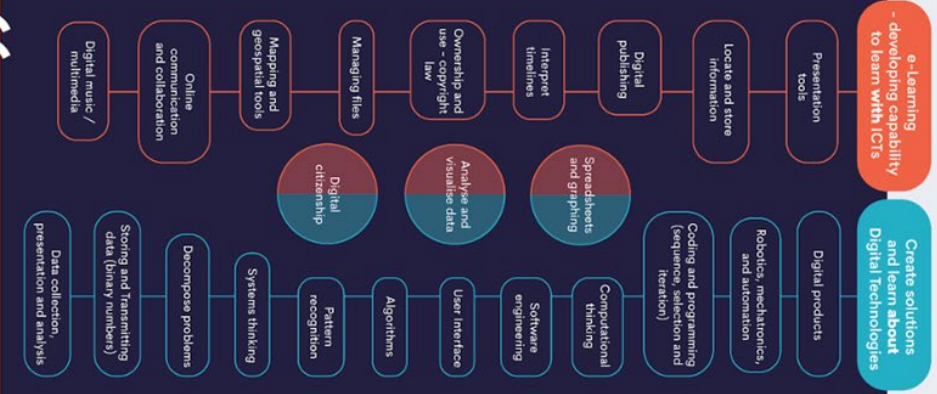 e-Learning
- developing capability
to learn with ICTs
Presentation
tools
Locate and store
information
Digital
publishing
Interpret
timelines
Ownership and
use - copyright
law
Managing files
Mapping and
geospatial tools
Online
communication
and collaboration
Digital music /
multimedia
Spreadsheets
and graphing
Analyse and
visualise data
Digital
citizenship
Create solutions
and learn about
Digital Technologies
Digital products
Robotics, mechatronics,
and automation
Coding and programming
(sequence, selection and
iteration)
Computational
thinking
Software
engineering
User Interface
Algorithms
Pattern
recognition
Systems thinking
Decompose problems
Storing and Transmitting
data (binary numbers)
Data collection,
presentation and analysis